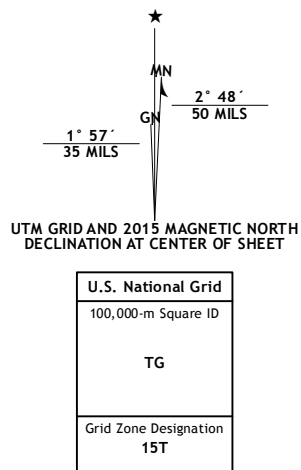 ★
MN
GN
2° 48´
50 MILS
1° 57´
35 MILS
UTM GRID AND 2015 MAGNETIC NORTH
DECLINATION AT CENTER OF SHEET
U.S. National Grid
100,000-m Square ID
TG
Grid Zone Designation
15T